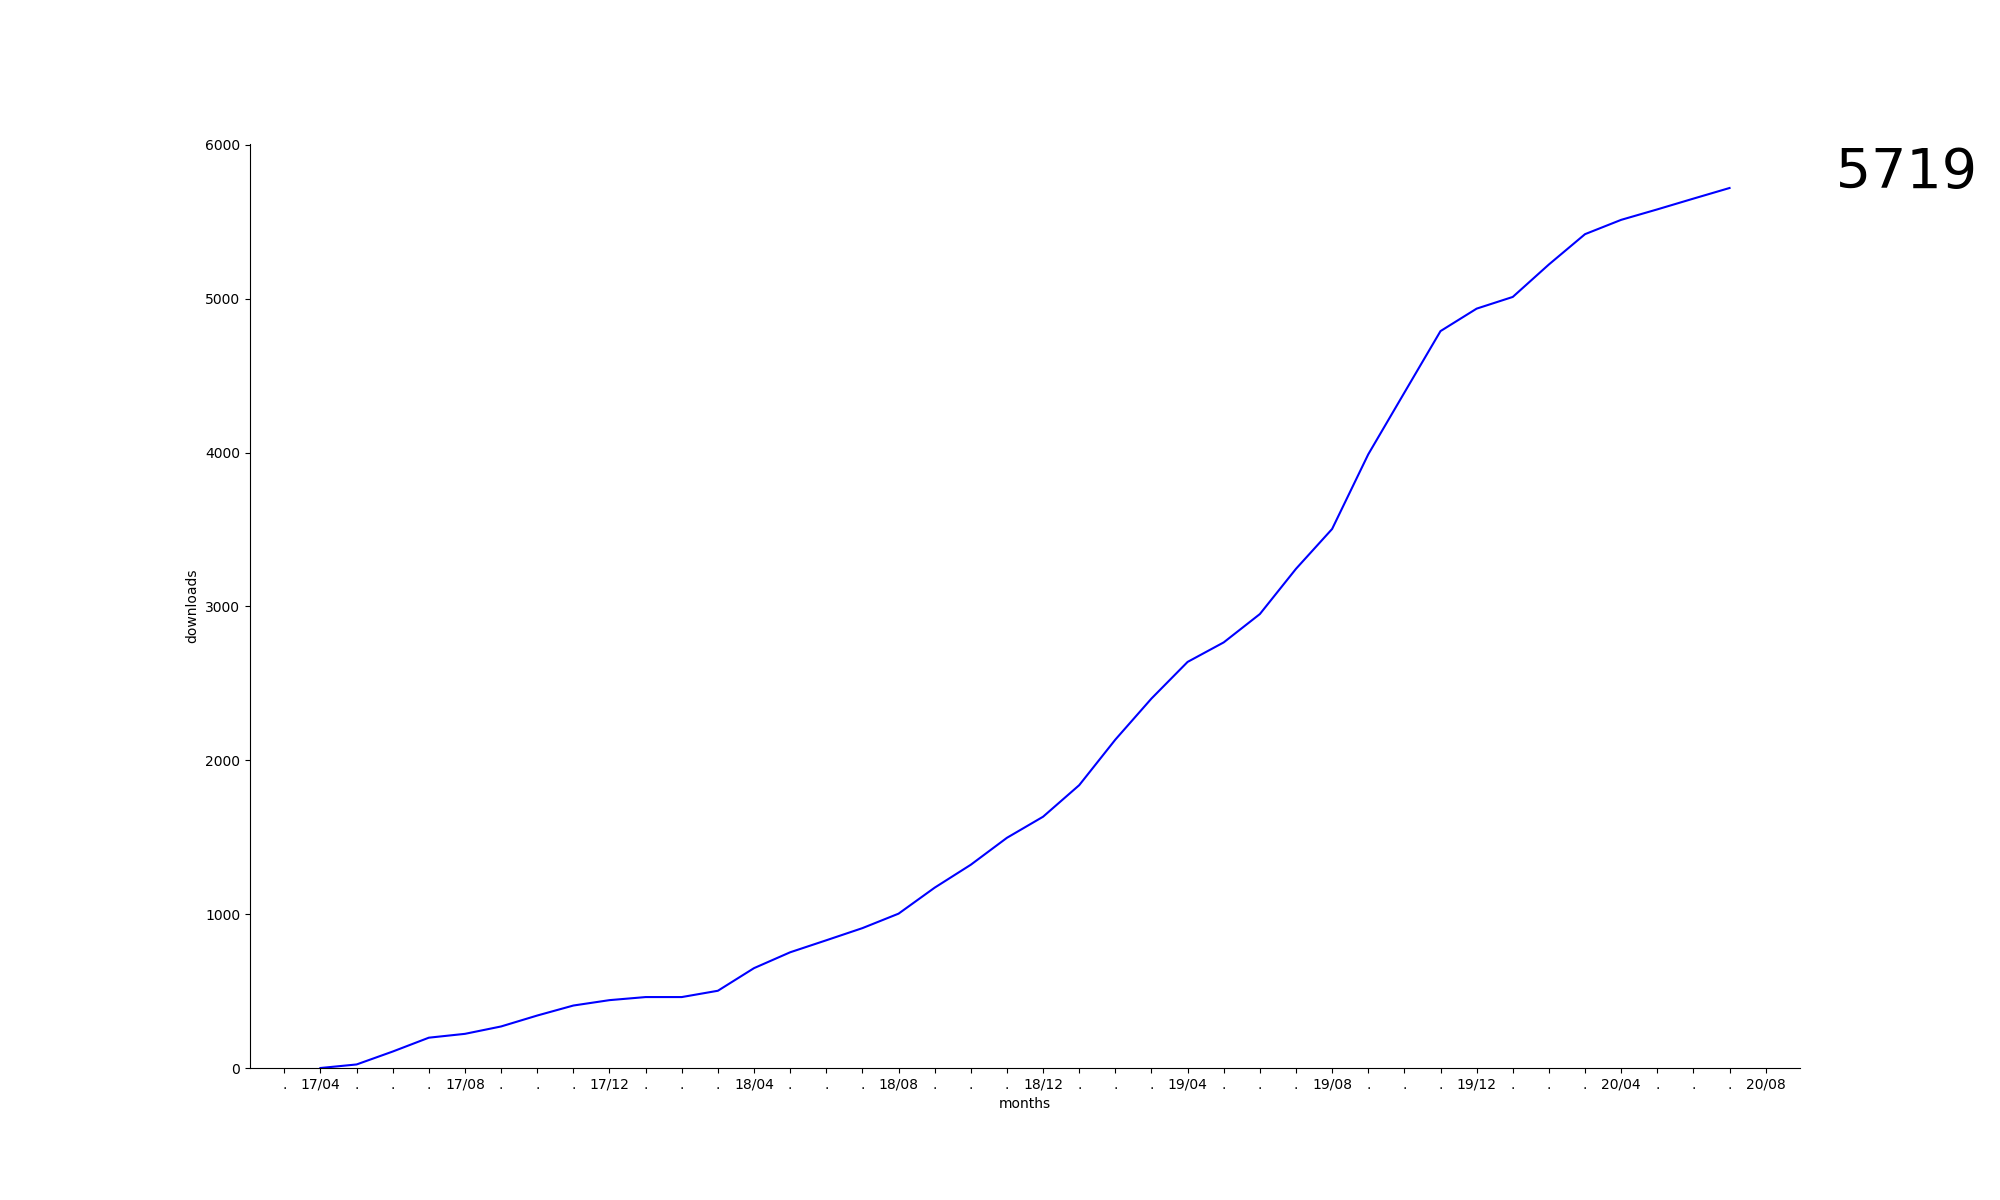 5719
6000
5000
4000
3000
2000
1000
0
downloads
. 17/04 . . . 17/08 . . . 17/12 . . . 18/04 . . . 18/08 . . . 18/12 . . . 19/04 . . . 19/08 . . . 19/12 . . . 20/04 . . . 20/08
months